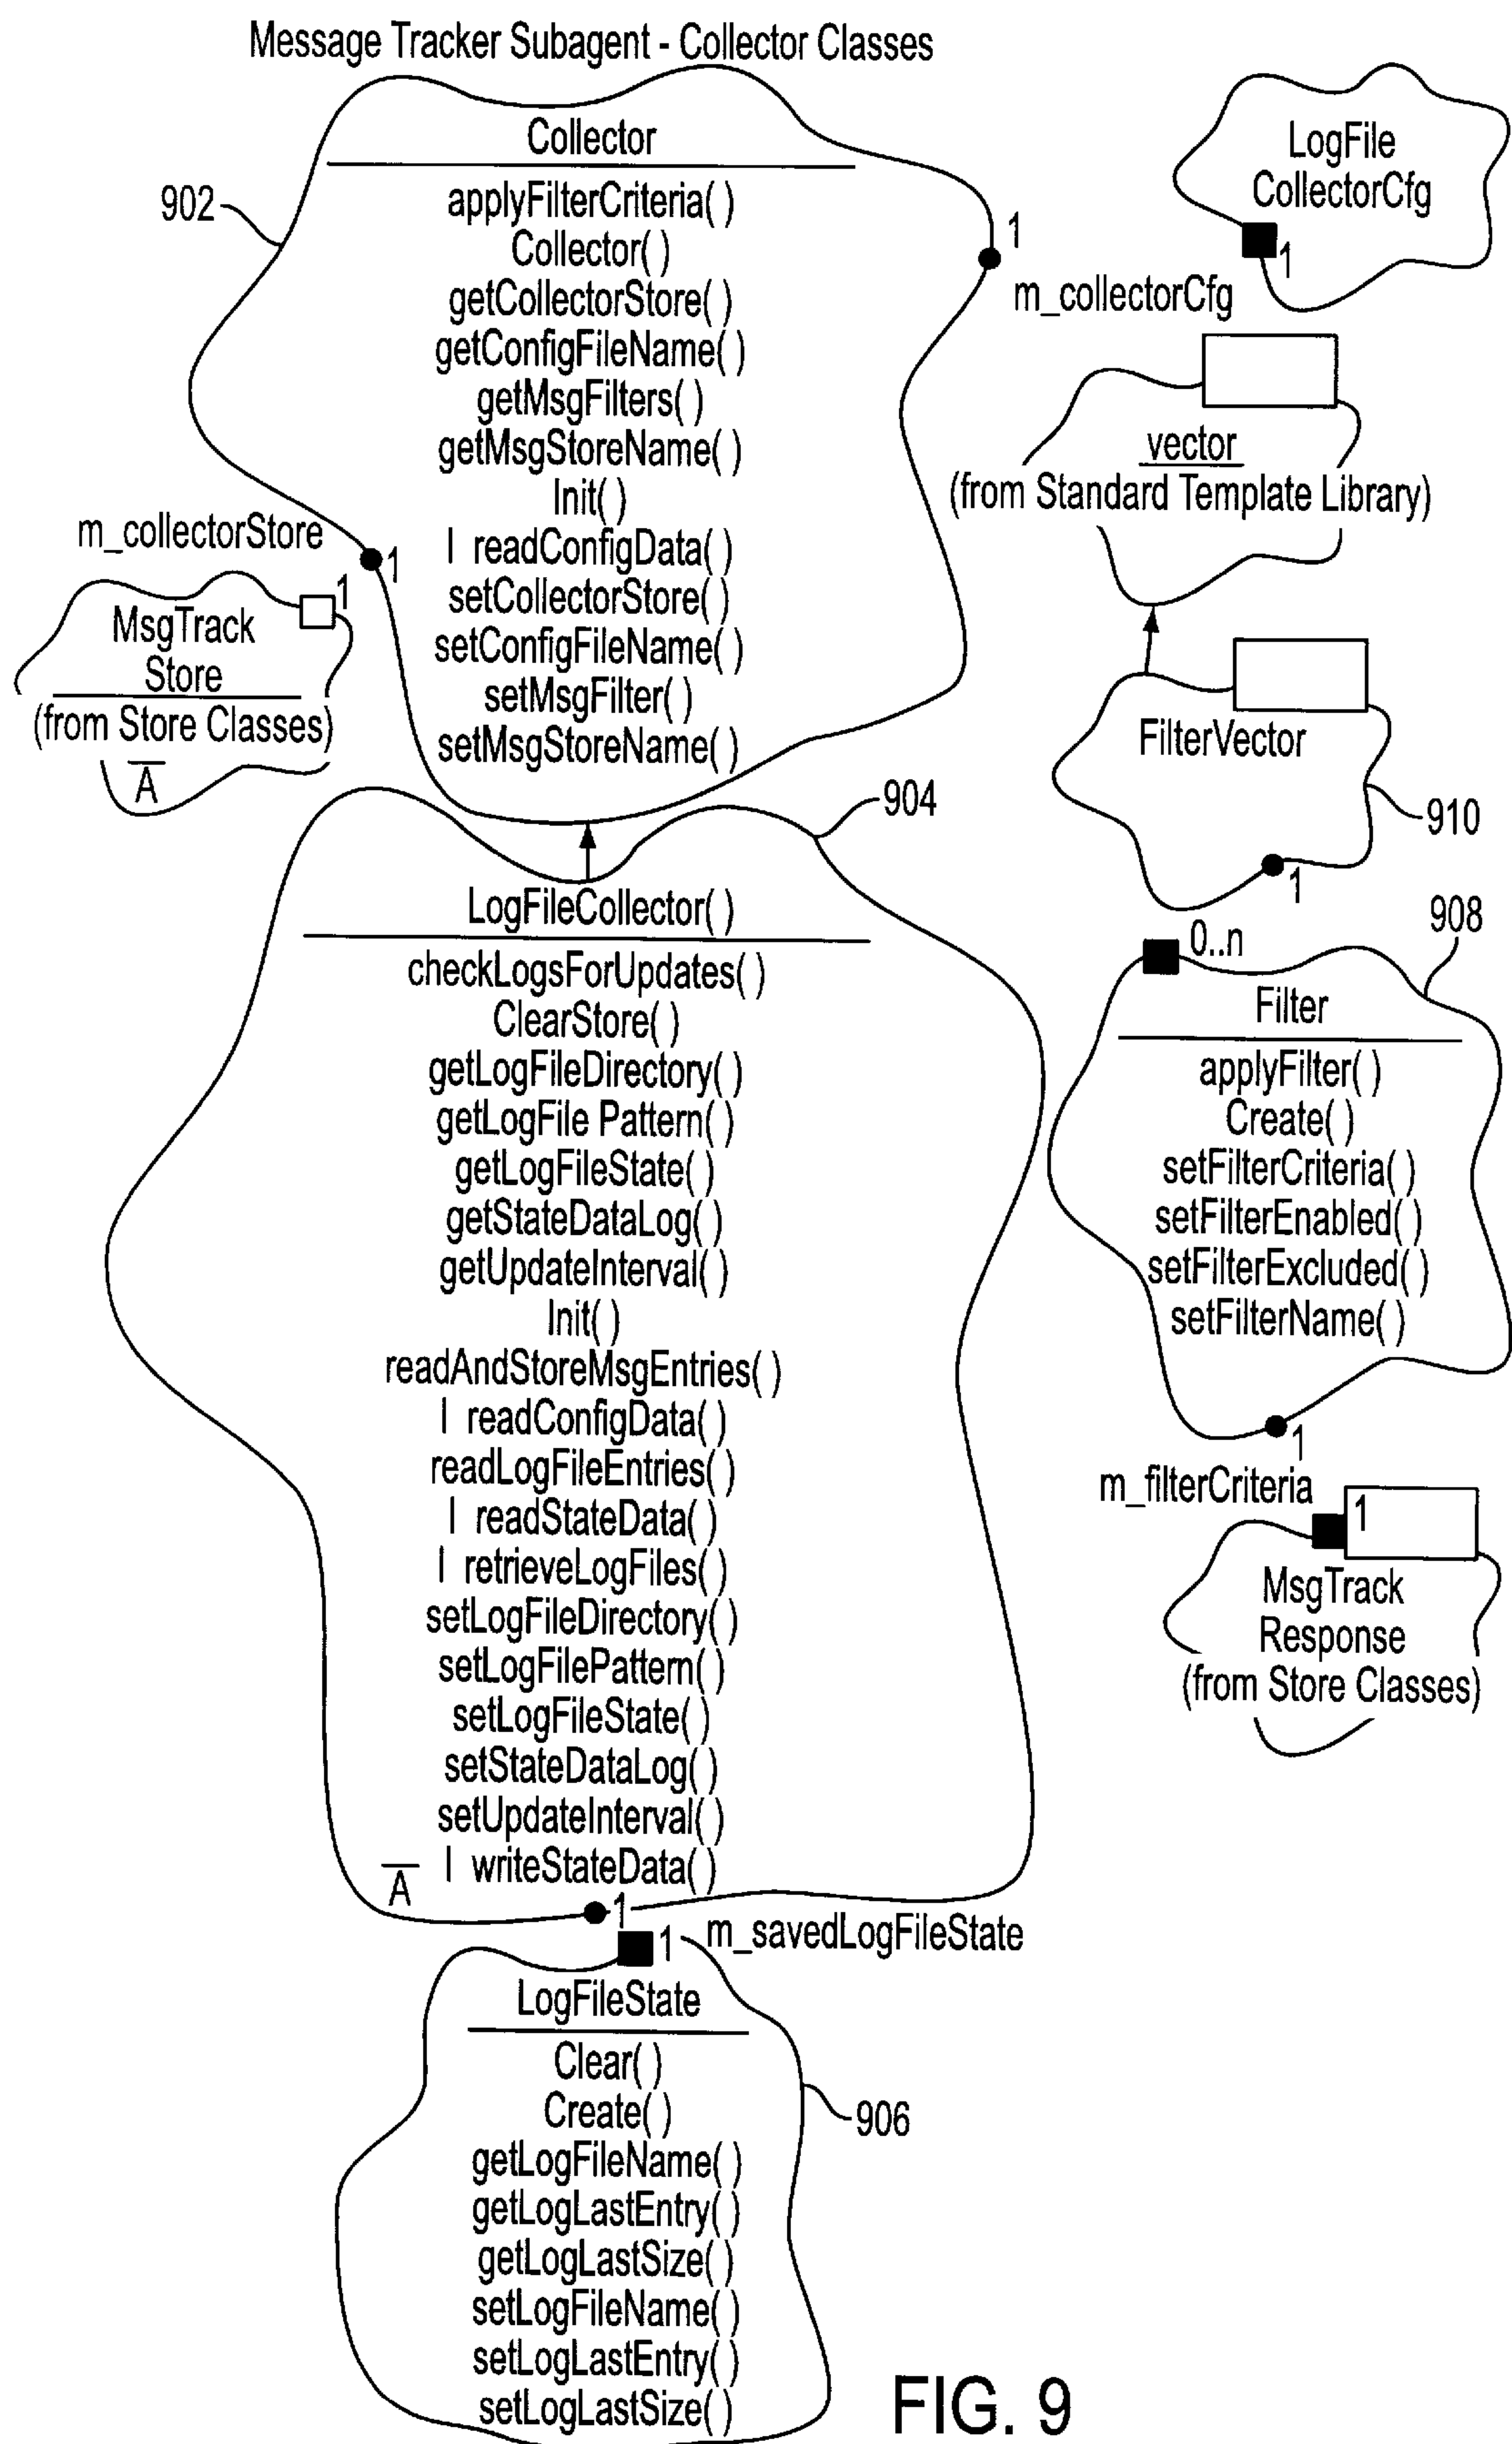 Message Tracker Subagent - Collector Classes
902
Collector
applyFilterCriteria( )
Collector( )
getCollectorStore( )
getConfigFileName( )
getMsgFilters( )
getMsgStoreName( )
Init( )
I readConfigData( )
setCollectorStore( )
setConfigFileName( )
setMsgFilter( )
setMsgStoreName( )
1
m_collectorCfg
LogFile
CollectorCfg
1
m_collectorStore
1
1
MsgTrack
Store
(from Store Classes)
A
vector
(from Standard Template Library)
FilterVector
910
1
904
LogFileCollector( )
checkLogsForUpdates( )
ClearStore( )
getLogFileDirectory( )
getLogFile Pattern( )
getLogFileState( )
getStateDataLog( )
getUpdateInterval( )
Init( )
readAndStoreMsgEntries( )
I readConfigData( )
readLogFileEntries( )
I readStateData( )
I retrieveLogFiles( )
setLogFileDirectory( )
setLogFilePattern( )
setLogFileState( )
setStateDataLog( )
setUpdateInterval( )
A I writeStateData( )
1
0..n
908
Filter
applyFilter( )
Create( )
setFilterCriteria( )
setFilterEnabled( )
setFilterExcluded( )
setFilterName( )
1
m_filterCriteria
1
MsgTrack
Response
(from Store Classes)
1 m_savedLogFileState
LogFileState
Clear( )
Create( )
getLogFileName( )
getLogLastEntry( )
getLogLastSize( )
setLogFileName( )
setLogLastEntry( )
setLogLastSize( )
906
FIG. 9